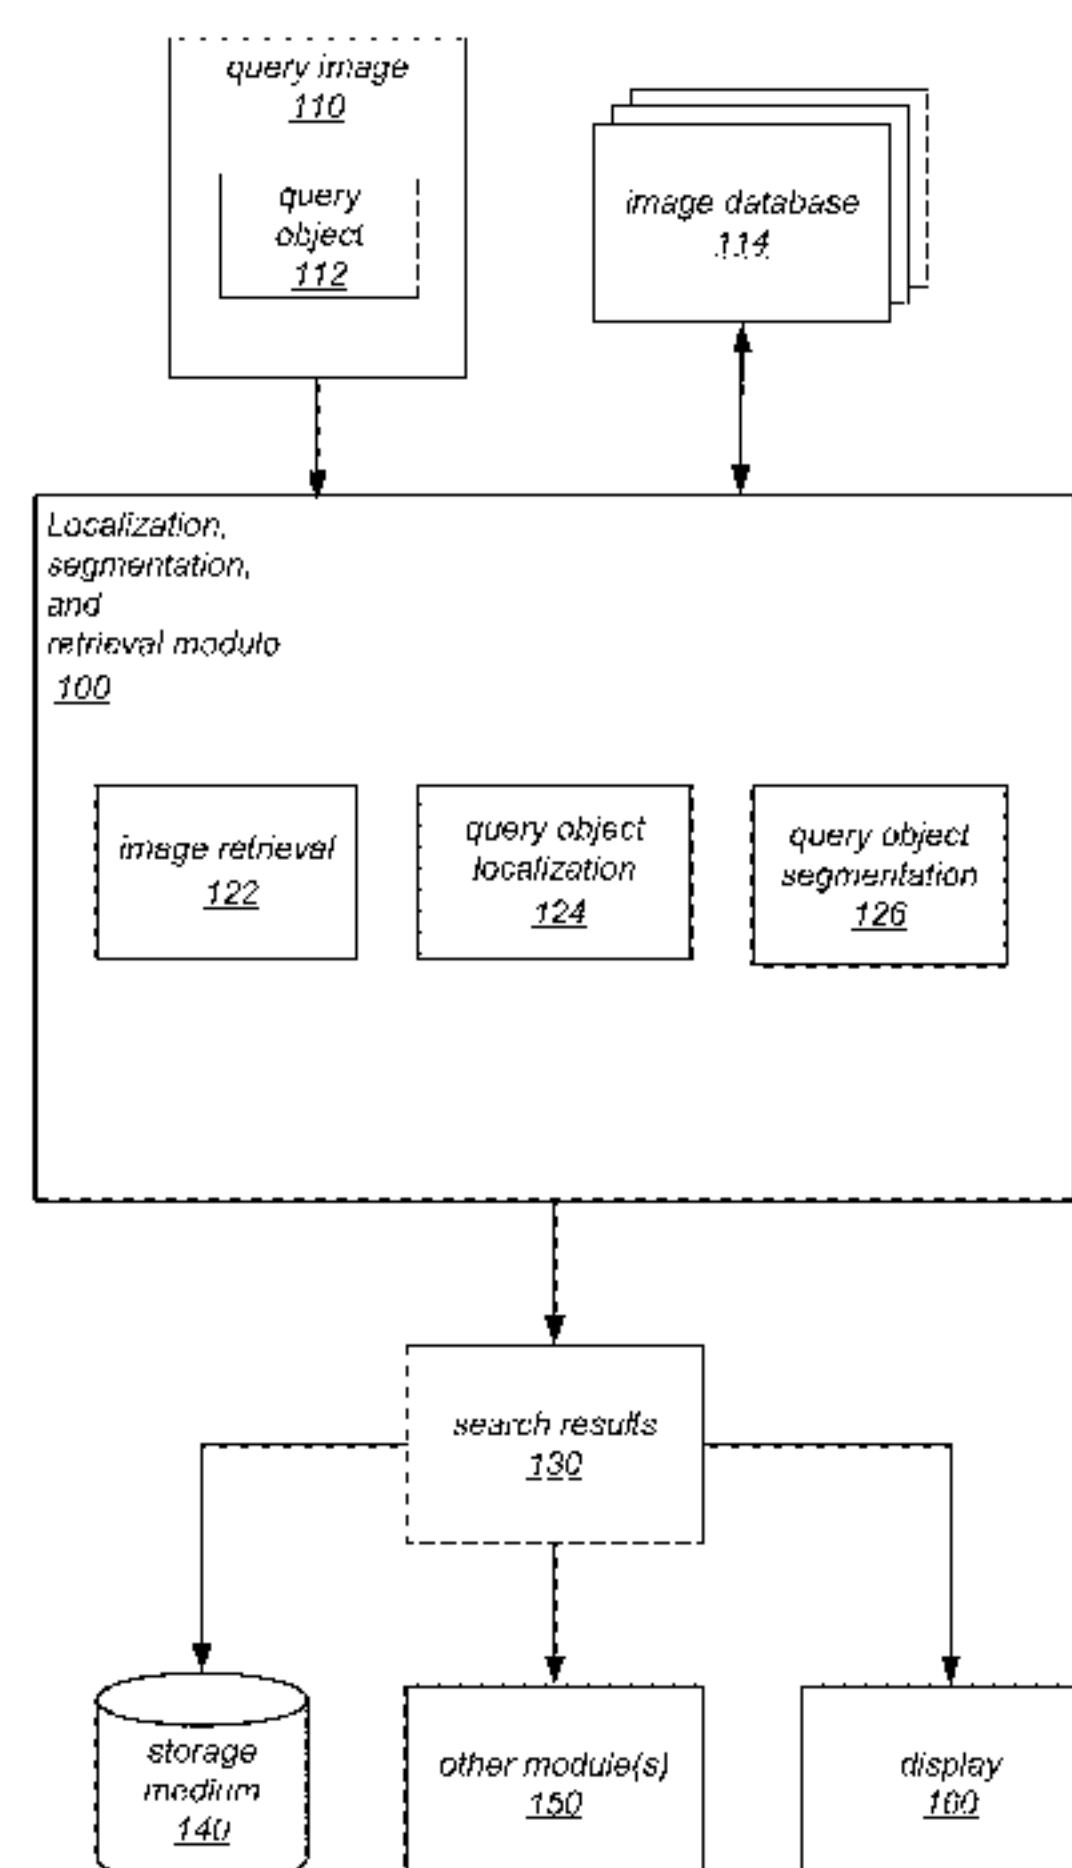 query image
110
query
object
112
image database
114
Localization,
segmentation,
and
retrieval module
100
image retrieval
122
query object
localization
124
query object
segmentation
126
search results
130
storage
medium
140
other module(s)
150
display
160